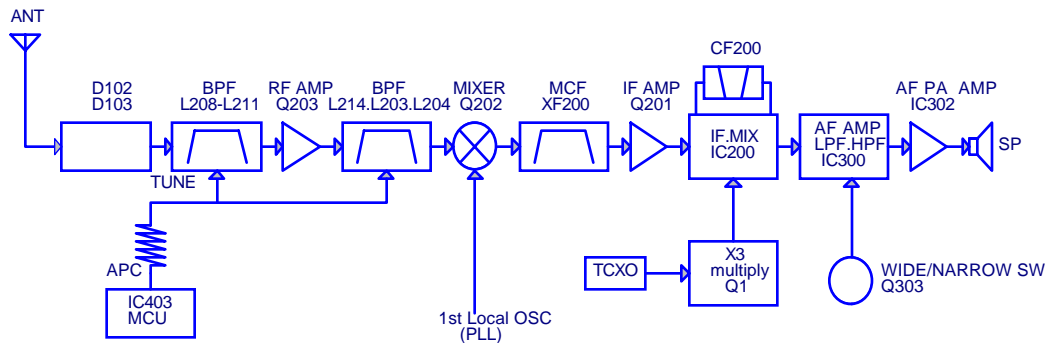 ANT
CF200
D102
D103
BPF
L208-L211
RF AMP
Q203
BPF
L214.L203.L204
MIXER
Q202
MCF
XF200
IF AMP
Q201
AF PA AMP
IC302
IF.MIX
IC200
AF AMP
LPF.HPF
IC300
SP
TUNE
APC
IC403
MCU
TCXO
X3
multiply
Q1
WIDE/NARROW SW
Q303
1st Local OSC
(PLL)